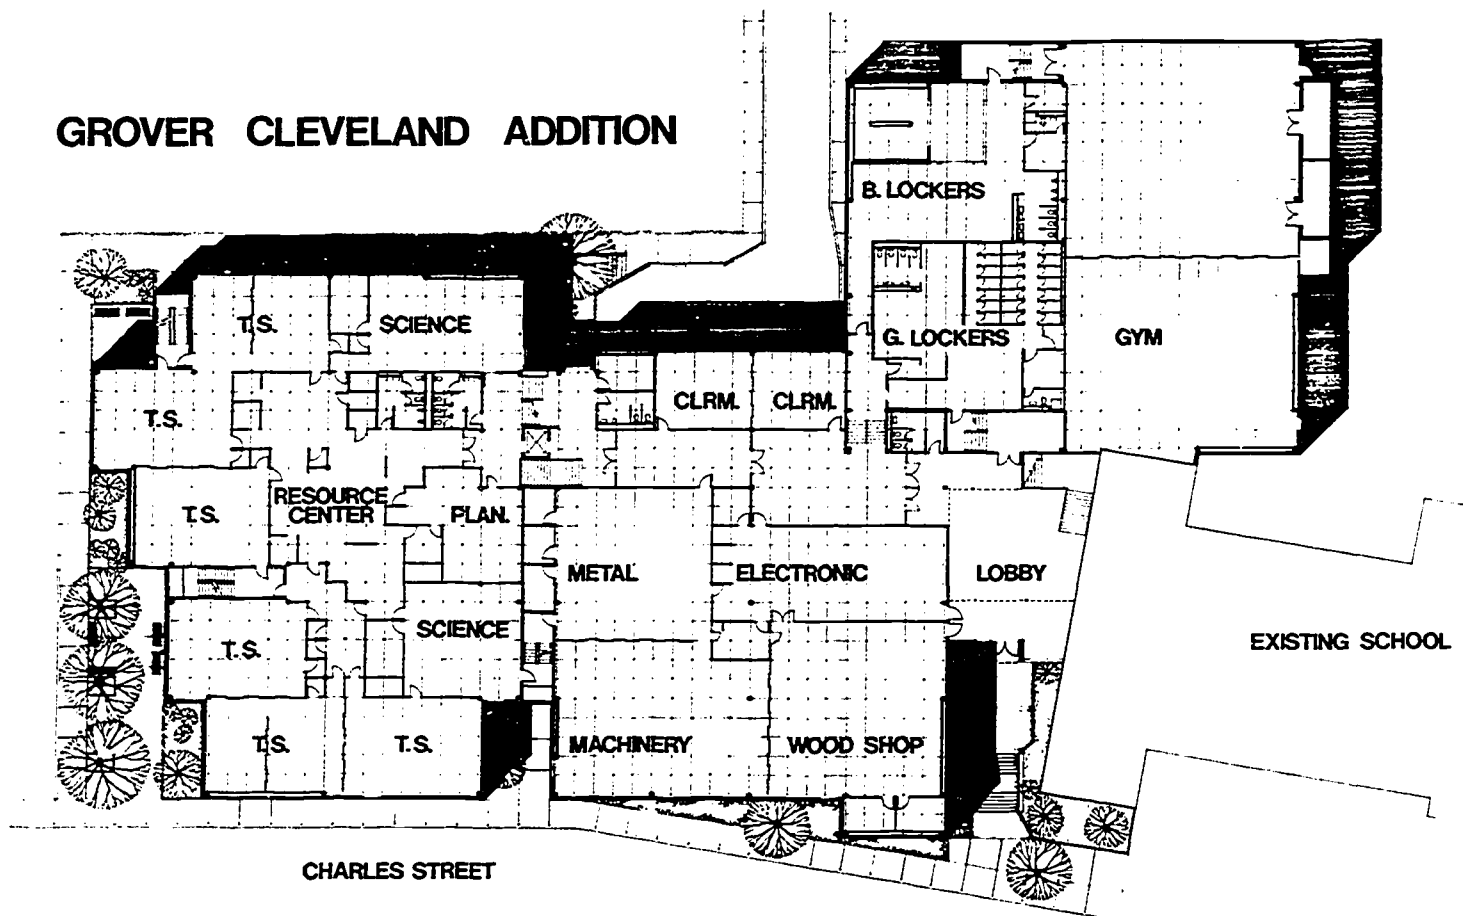 GROVER CLEVELAND ADDITION
B. LOCKERS
T.S.
SCIENCE
G. LOCKERS
GYM
T.S.
CLRM.
CLRM.
T.S.
RESOURCE
CENTER
PLAN.
METAL
ELECTRONIC
LOBBY
T.S.
SCIENCE
EXISTING SCHOOL
T.S.
T.S.
MACHINERY
WOOD SHOP
CHARLES STREET